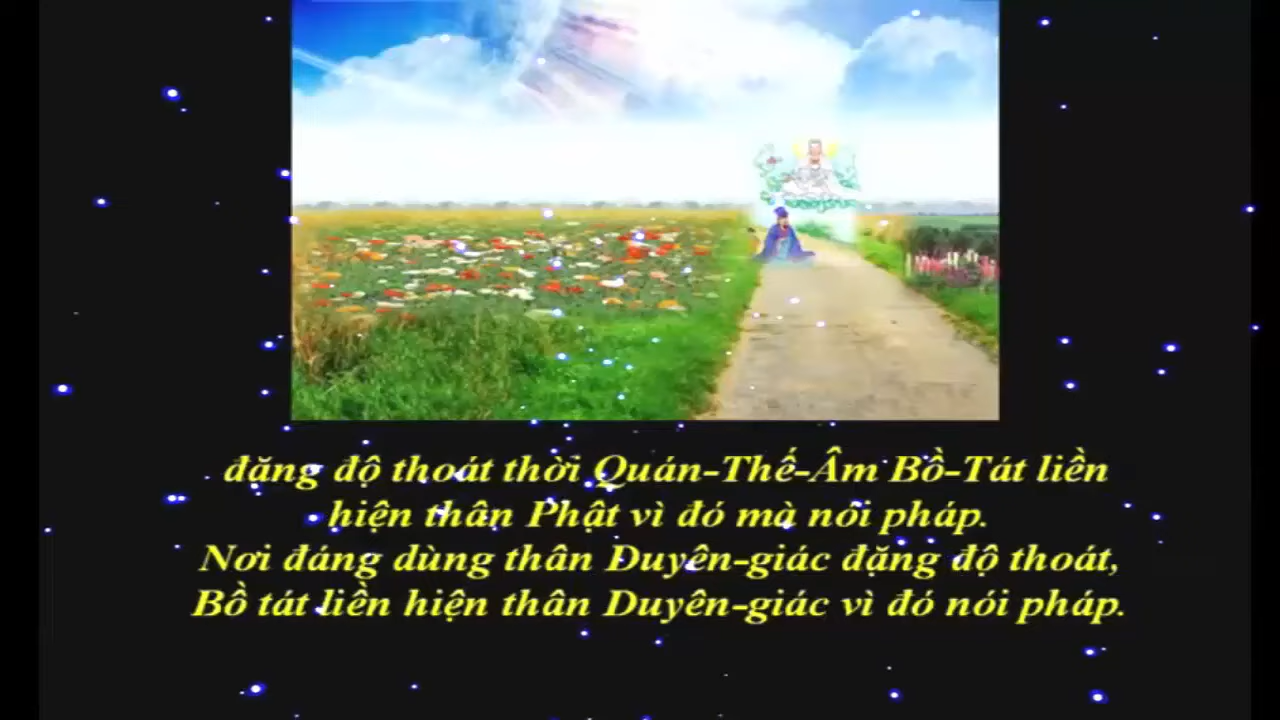 đặng độ thoát thời Quán-Thế-Âm Bồ-Tát liền
hiện thân Phật vì đó mà nói pháp.
Nơi đáng dùng thân Đuyên-giác đặng độ thoát,
Bồ tát liền hiện thân Duyên-giác vì đó nói pháp.